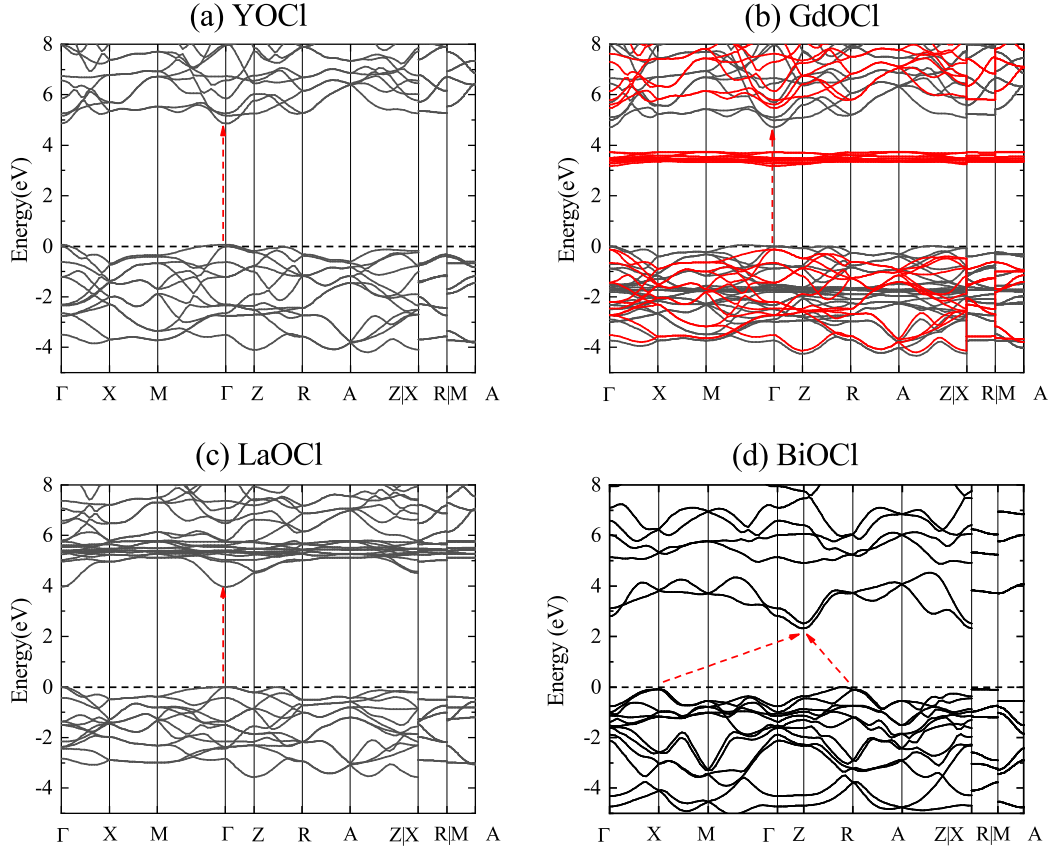 (a) YOCl
(b) GdOCl
8
6
4
2
0
-2
-4
Energy(eV)
Γ X M Γ Z R A Z|X R|M A
8
6
4
2
0
-2
-4
Energy(eV)
Γ X M Γ Z R A Z|X R|M A
(c) LaOCl
(d) BiOCl
8
6
4
2
0
-2
-4
Energy(eV)
Γ X M Γ Z R A Z|X R|M A
8
6
4
2
0
-2
-4
Energy (eV)
Γ X M Γ Z R A Z|X R|M A